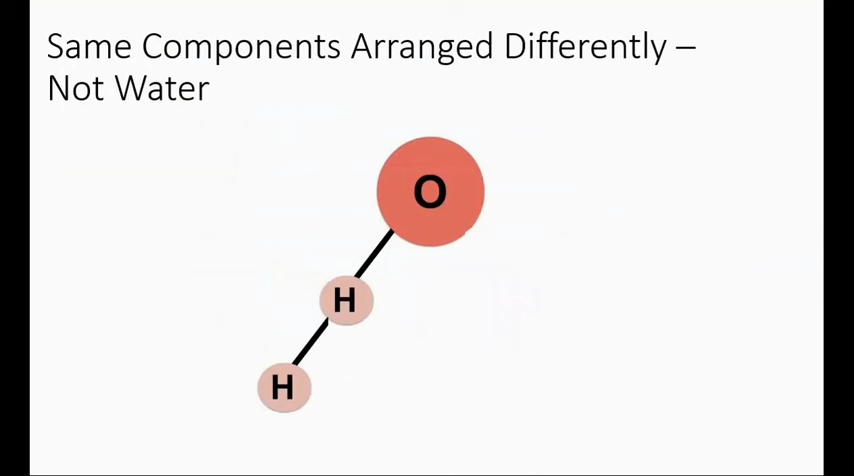 Same Components Arranged Differently –
Not Water
O
H
H